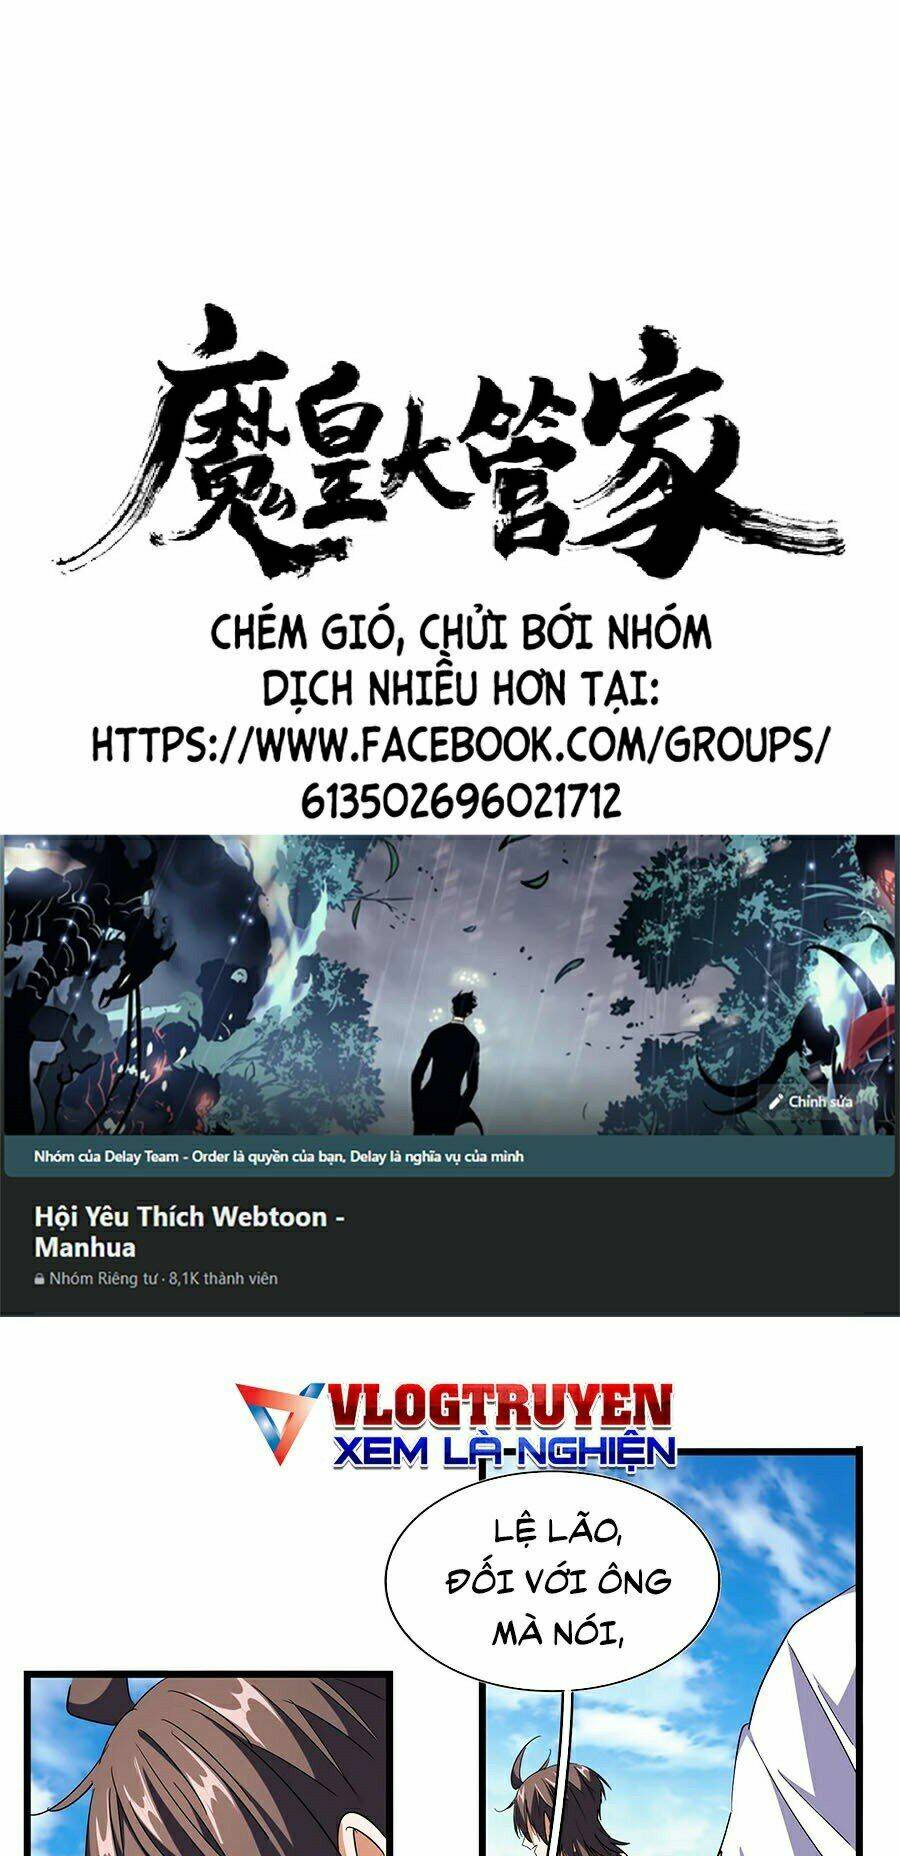 魔皇大管家
CHÉM GIÓ, CHỬI BỚI NHÓM
DỊCH NHIỀU HƠN TẠI:
HTTPS://WWW.FACEBOOK.COM/GROUPS/
613502696021712
Chỉnh sửa
Nhóm của Delay Team - Order là quyền của bạn, Delay là nghĩa vụ của mình
Hội Yêu Thích Webtoon -
Manhua
Nhóm Riêng tư · 8,1K thành viên
VLOGTRUYEN
XEM LÀ NGHIỆN
LỆ LÃO,
ĐỐI VỚI ÔNG
MÀ NÓI,